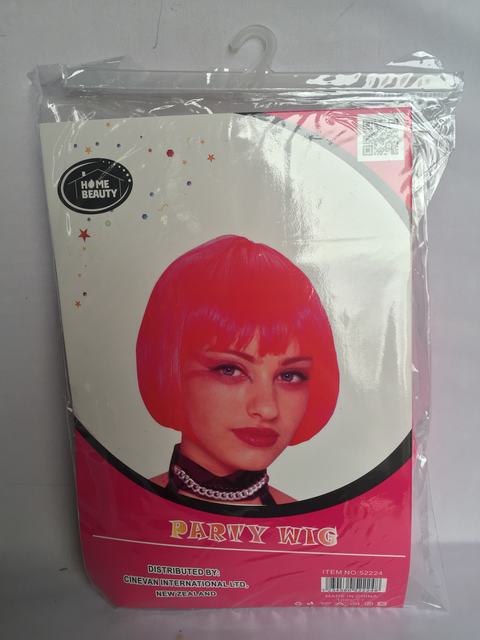 HOME
BEAUTY
PARTY WIG
DISTRIBUTED BY:
CINEVAN INTERNATIONAL LTD.
NEW ZEALAND
ITEM NO:52224
MADE IN CHINA